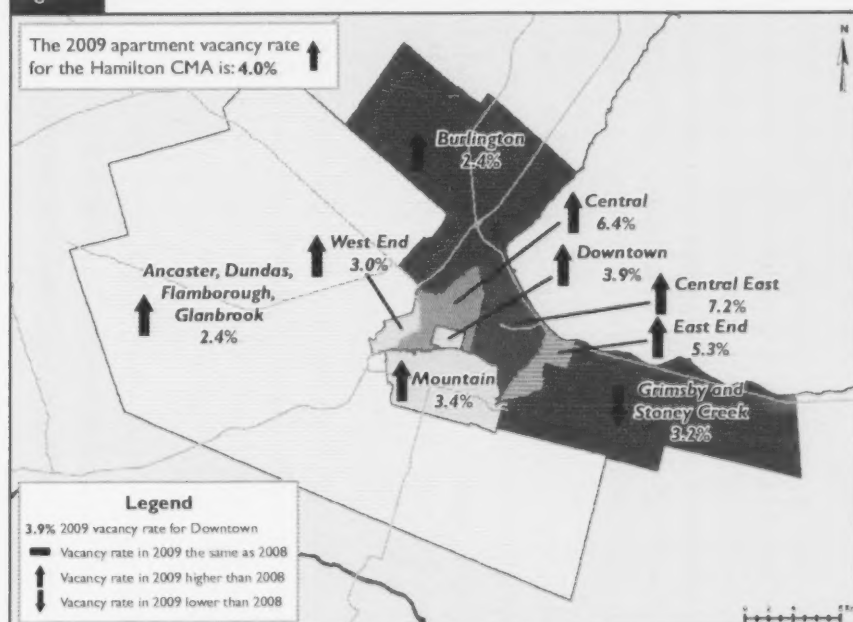 The 2009 apartment vacancy rate
for the Hamilton CMA is: 4.0%
N
Burlington
2.4%
Central
6.4%
West End
3.0%
Downtown
3.9%
Ancaster, Dundas,
Flamborough,
Glanbrook
2.4%
Central East
7.2%
East End
5.3%
Mountain
3.4%
Grimsby and
Stoney Creek
3.2%
Legend
3.9% 2009 vacancy rate for Downtown
Vacancy rate in 2009 the same as 2008
Vacancy rate in 2009 higher than 2008
Vacancy rate in 2009 lower than 2008